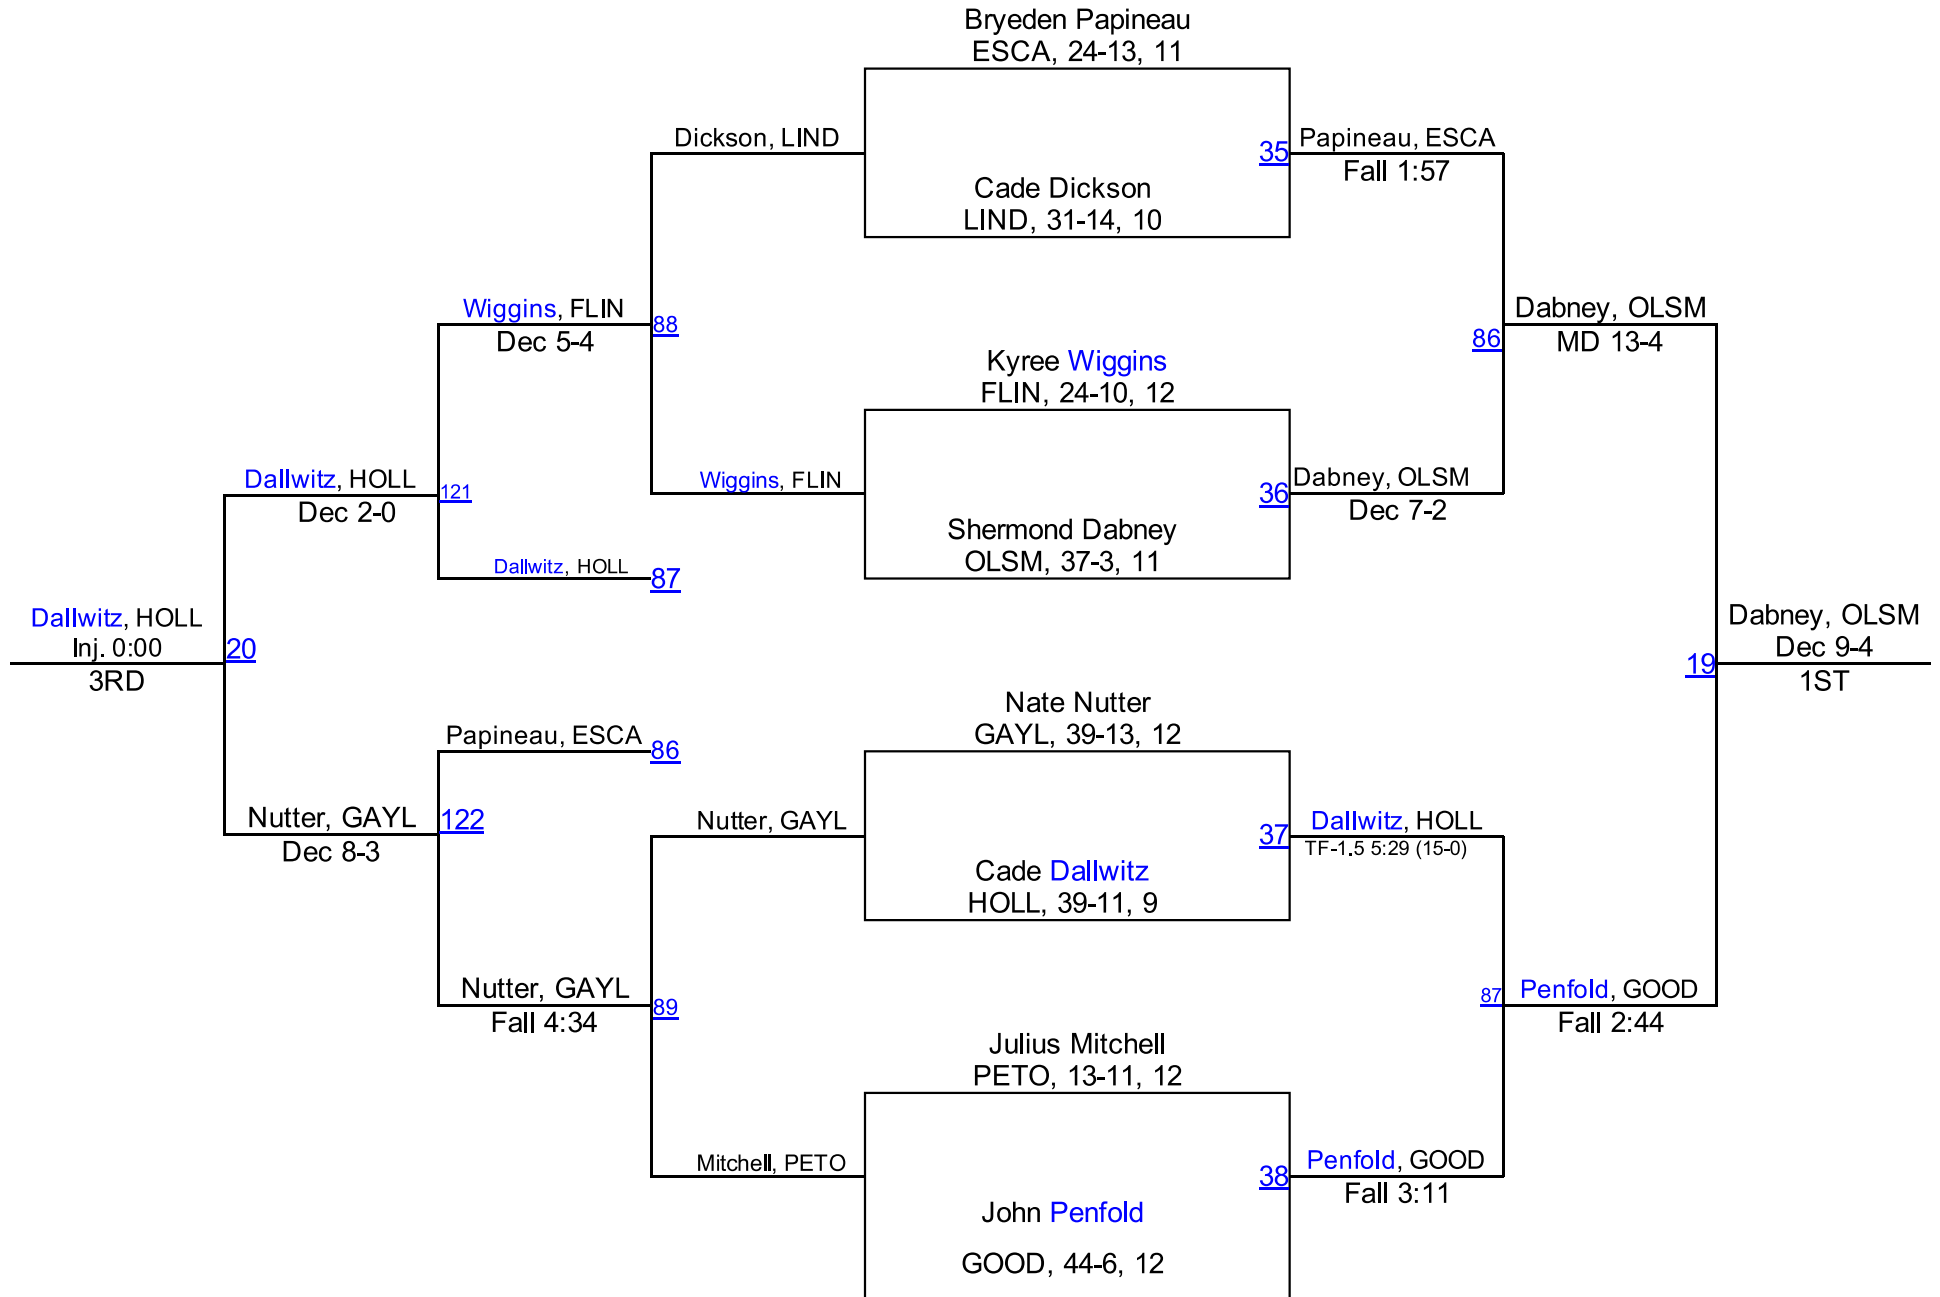 Bryeden Papineau
ESCA, 24-13, 11
Dickson, LIND
35
Papineau, ESCA
Fall 1:57
Cade Dickson
LIND, 31-14, 10
Wiggins, FLIN
Dec 5-4
88
86
Dabney, OLSM
MD 13-4
Kyree Wiggins
FLIN, 24-10, 12
Dallwitz, HOLL
Dec 2-0
121
Wiggins, FLIN
36
Dabney, OLSM
Dec 7-2
Shermond Dabney
OLSM, 37-3, 11
Dallwitz, HOLL
87
Dallwitz, HOLL
Inj. 0:00
3RD
20
19
Dabney, OLSM
Dec 9-4
1ST
Nate Nutter
GAYL, 39-13, 12
Papineau, ESCA
86
Nutter, GAYL
Dec 8-3
122
Nutter, GAYL
37
Dallwitz, HOLL
TF-1.5 5:29 (15-0)
Cade Dallwitz
HOLL, 39-11, 9
Nutter, GAYL
Fall 4:34
89
87
Penfold, GOOD
Fall 2:44
Julius Mitchell
PETO, 13-11, 12
Mitchell, PETO
38
Penfold, GOOD
Fall 3:11
John Penfold
GOOD, 44-6, 12